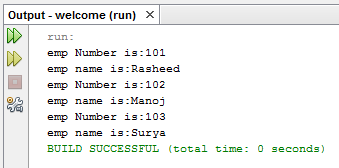 Output - welcome (run) ×
run:
emp Number is:101
emp name is:Rasheed
emp Number is:102
emp name is:Manoj
emp Number is:103
emp name is:Surya
BUILD SUCCESSFUL (total time: 0 seconds)